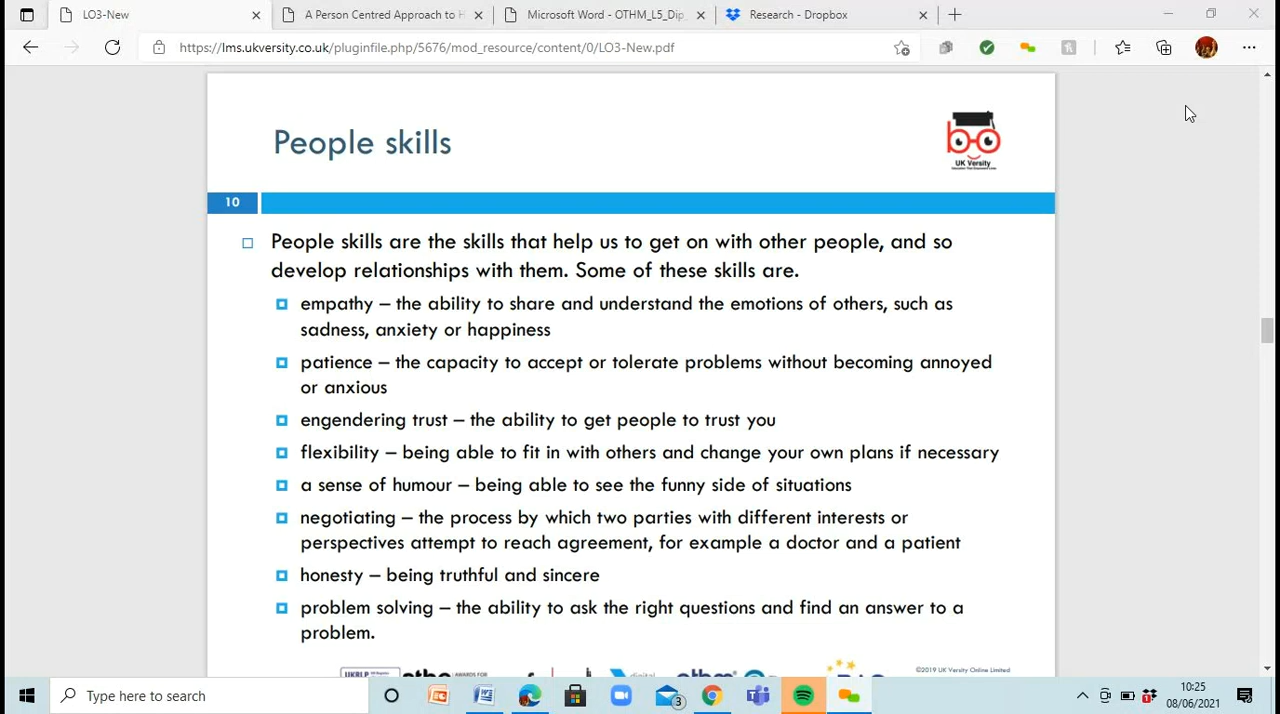 LO3-New
A Person Centred Approach to H
Microsoft Word - OTHM_L5_Dip
Research - Dropbox
https://lms.ukversity.co.uk/pluginfile.php/5676/mod_resource/content/0/LO3-New.pdf
People skills
UK Versity
10
People skills are the skills that help us to get on with other people, and so
develop relationships with them. Some of these skills are.
empathy – the ability to share and understand the emotions of others, such as
sadness, anxiety or happiness
patience – the capacity to accept or tolerate problems without becoming annoyed
or anxious
engendering trust – the ability to get people to trust you
flexibility – being able to fit in with others and change your own plans if necessary
a sense of humour – being able to see the funny side of situations
negotiating – the process by which two parties with different interests or
perspectives attempt to reach agreement, for example a doctor and a patient
honesty – being truthful and sincere
problem solving – the ability to ask the right questions and find an answer to a
problem.
AWARDS FOR
©2019 UK Versity Online Limited
Type here to search
3
10:25
08/06/2021